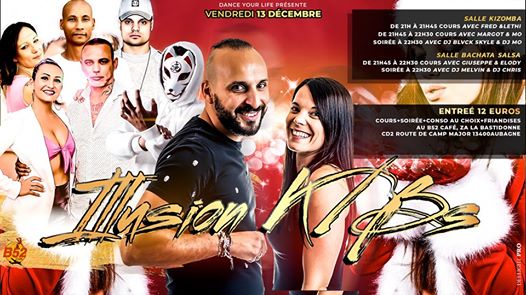 DANCE YOUR LIFE PRÉSENTE
VENDREDI 13 DÉCEMBRE
SALLE KIZOMBA
DE 21H A 21H45 COURS AVEC FRED &LETHI
DE 21H45 À 22H30 AVEC MARGOT & MO
SOIRÉE A 22H30 AVEC DJ BLVCK SKYLE & DJ MO
SALLE BACHATA SALSA
DE 21H45 À 22H30 COURS AVEC GIUSEPPE & ELODY
SOIRÉE A 22H30 AVEC DJ MELVIN & DJ CHRIS
ENTREÉ 12 EUROS
COURS+SOIRÉE+CONSO AU CHOIX+FRIANDISES
AU B52 CAFÉ, ZA LA BASTIDONNE
CD2 ROUTE DE CAMP MAJOR 13400AUBAGNE
Illusion KBs
B52